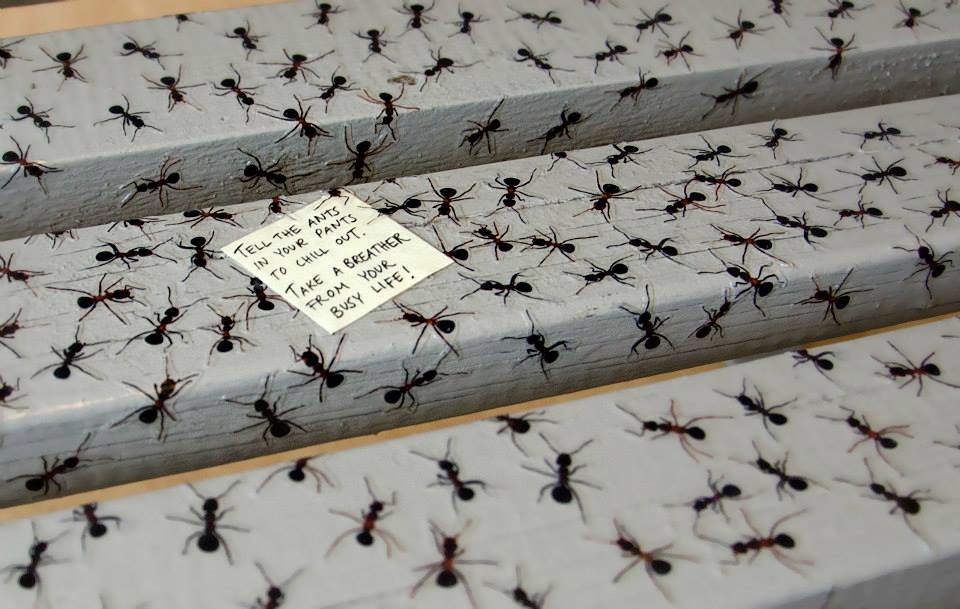 TELL THE ANTS
IN YOUR PANTS
TO CHILL OUT.
TAKE A BREATHER
FROM YOUR
BUSY LIFE!